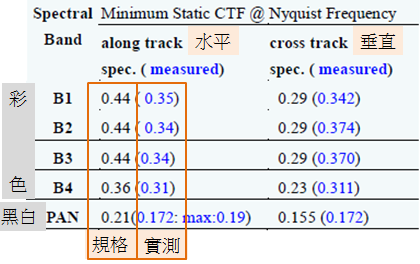 Spectral Minimum Static CTF @ Nyquist Frequency
Band along track 水平 cross track 垂直
spec. ( measured) spec. ( measured)
彩 B1 0.44 ( 0.35) 0.29 (0.342)
B2 0.44 ( 0.34) 0.29 (0.374)
B3 0.44 (0.34) 0.29 (0.370)
色 B4 0.36 (0.31) 0.23 (0.311)
黑白 PAN 0.21(0.172: max:0.19) 0.155 (0.172)
規格 實測